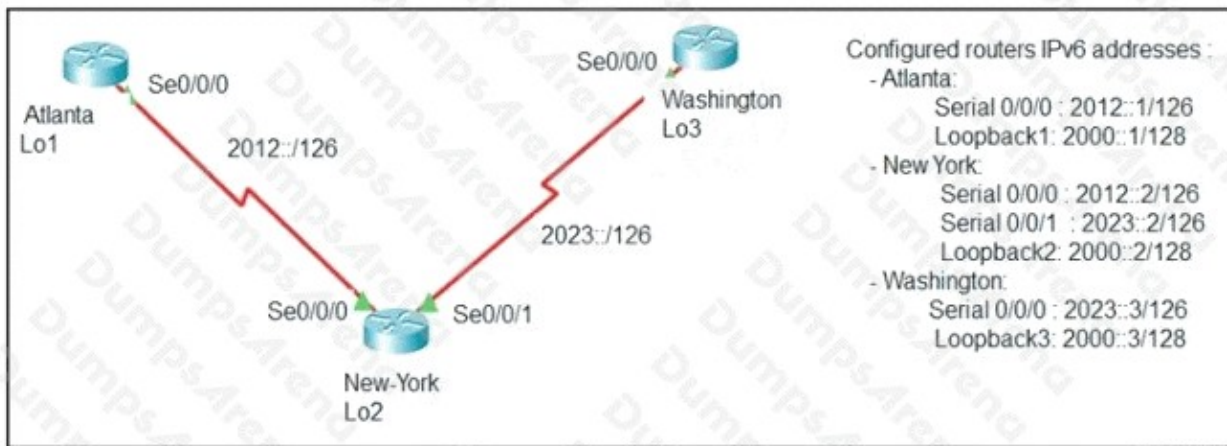 Se0/0/0
Atlanta
Lo1
2012::/126
Se0/0/0
Washington
Lo3
2023::/126
Se0/0/0
Se0/0/1
New-York
Lo2
Configured routers IPv6 addresses :
- Atlanta:
Serial 0/0/0 : 2012::1/126
Loopback1: 2000::1/128
- New York:
Serial 0/0/0 : 2012::2/126
Serial 0/0/1 : 2023::2/126
Loopback2: 2000::2/128
- Washington:
Serial 0/0/0 : 2023::3/126
Loopback3: 2000::3/128
DumpsArena